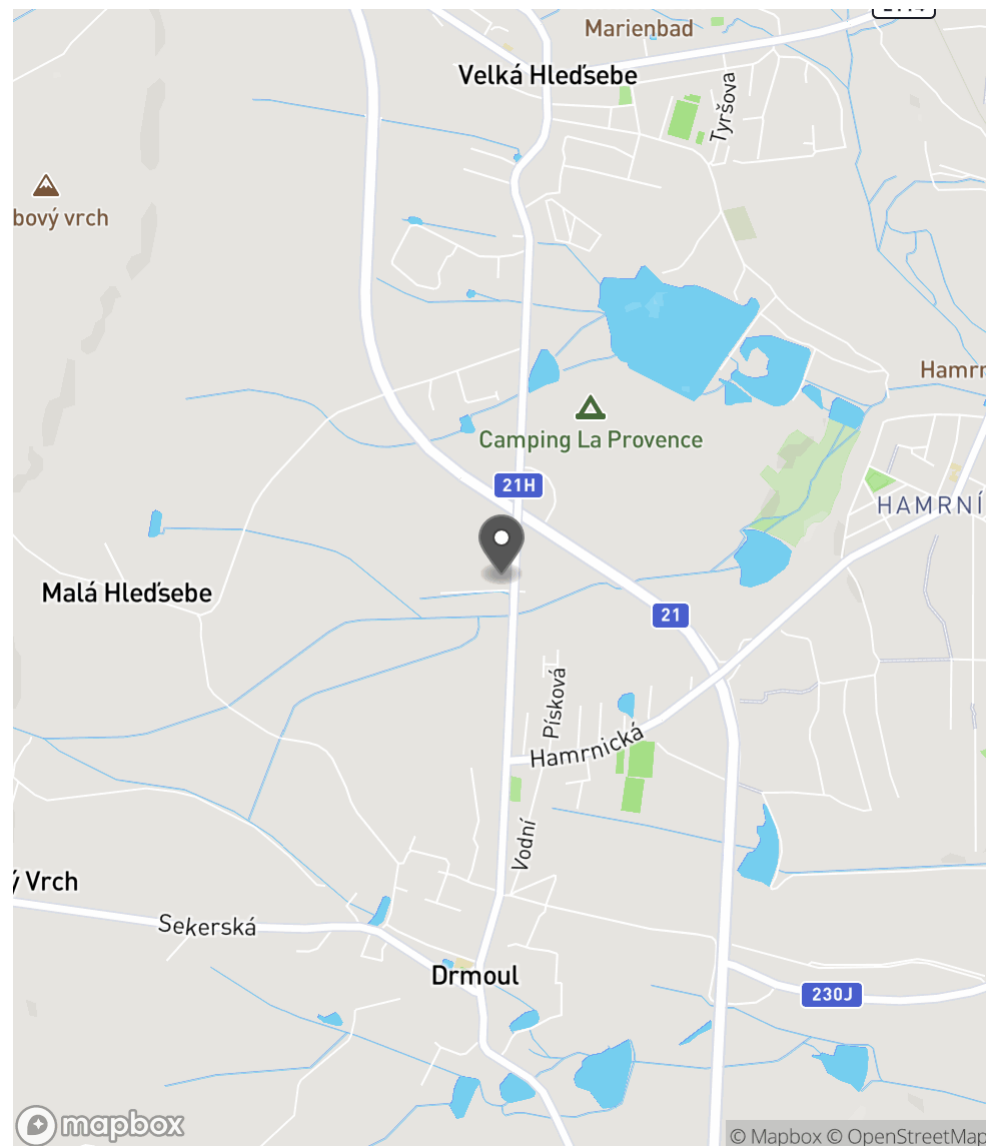 Marienbad
Velká Hleďsebe
Tyršova
bový vrch
Hamrn
Camping La Provence
21H
HAMRNÍ
Malá Hleďsebe
21
Písková
Hamrnická
Vodní
ý Vrch
Sekerská
Drmoul
230J
mapbox
© Mapbox © OpenStreetMap